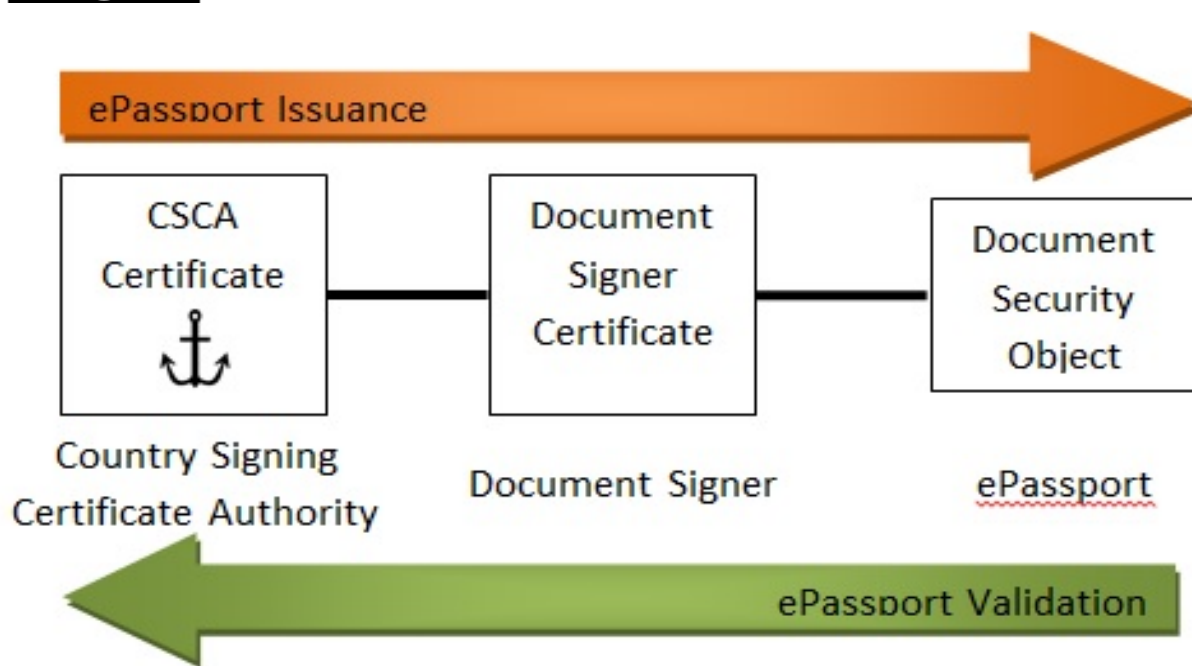 ePassport Issuance
CSCA
Certificate
Document
Signer
Certificate
Document
Security
Object
Country Signing
Certificate Authority
Document Signer
ePassport
ePassport Validation